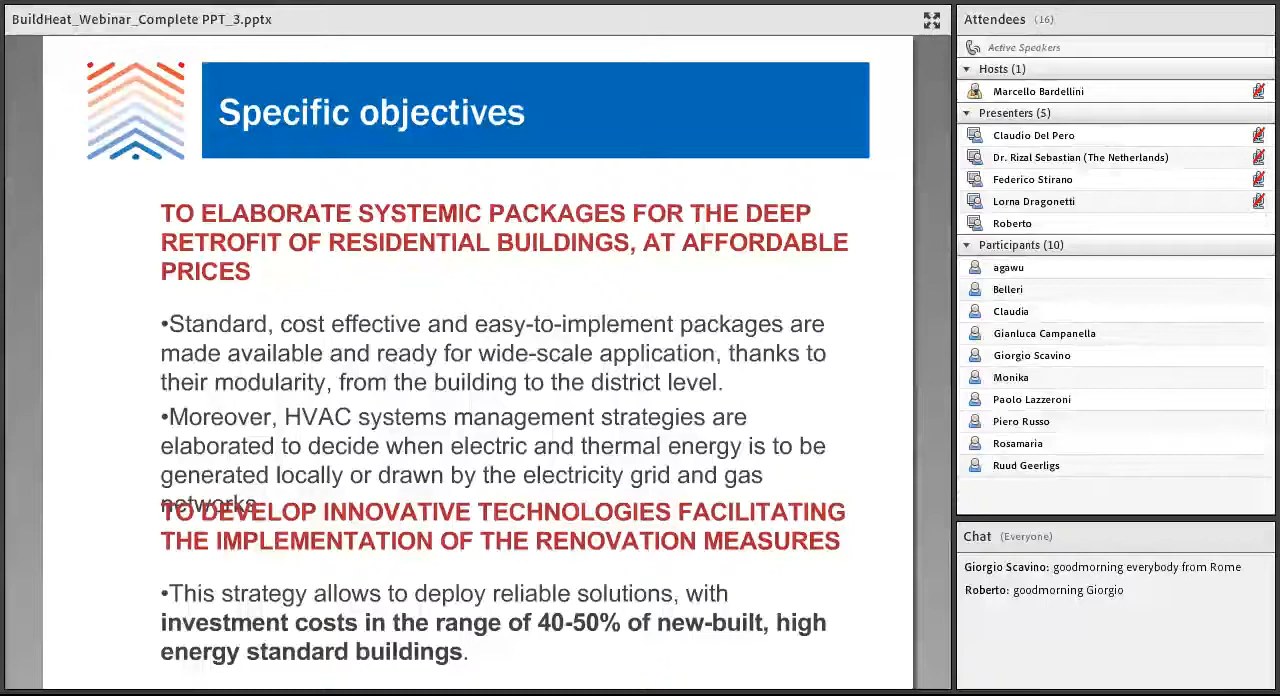 BuildHeat_Webinar_Complete PPT_3.pptx
Specific objectives
TO ELABORATE SYSTEMIC PACKAGES FOR THE DEEP
RETROFIT OF RESIDENTIAL BUILDINGS, AT AFFORDABLE
PRICES
•Standard, cost effective and easy-to-implement packages are
made available and ready for wide-scale application, thanks to
their modularity, from the building to the district level.
•Moreover, HVAC systems management strategies are
elaborated to decide when electric and thermal energy is to be
generated locally or drawn by the electricity grid and gas
networks
TO DEVELOP INNOVATIVE TECHNOLOGIES FACILITATING
THE IMPLEMENTATION OF THE RENOVATION MEASURES
•This strategy allows to deploy reliable solutions, with
investment costs in the range of 40-50% of new-built, high
energy standard buildings.
Attendees (16)
Active Speakers
Hosts (1)
Marcello Bardellini
Presenters (5)
Claudio Del Pero
Dr. Rizal Sebastian (The Netherlands)
Federico Stirano
Lorna Dragonetti
Roberto
Participants (10)
agawu
Belleri
Claudia
Gianluca Campanella
Giorgio Scavino
Monika
Paolo Lazzeroni
Piero Russo
Rosamaria
Ruud Geerligs
Chat (Everyone)
Giorgio Scavino: goodmorning everybody from Rome
Roberto: goodmorning Giorgio